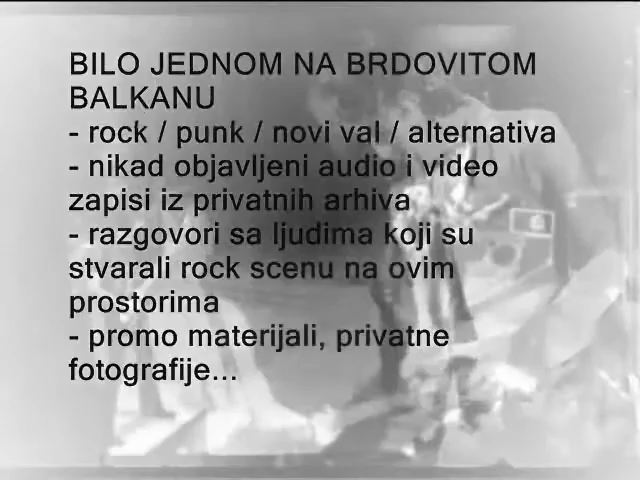 BILO JEDNOM NA BRDOVITOM
BALKANU
- rock / punk / novi val / alternativa
- nikad objavljeni audio i video
zapisi iz privatnih arhiva
- razgovori sa ljudima koji su
stvarali rock scenu na ovim
prostorima
- promo materijali, privatne
fotografije...